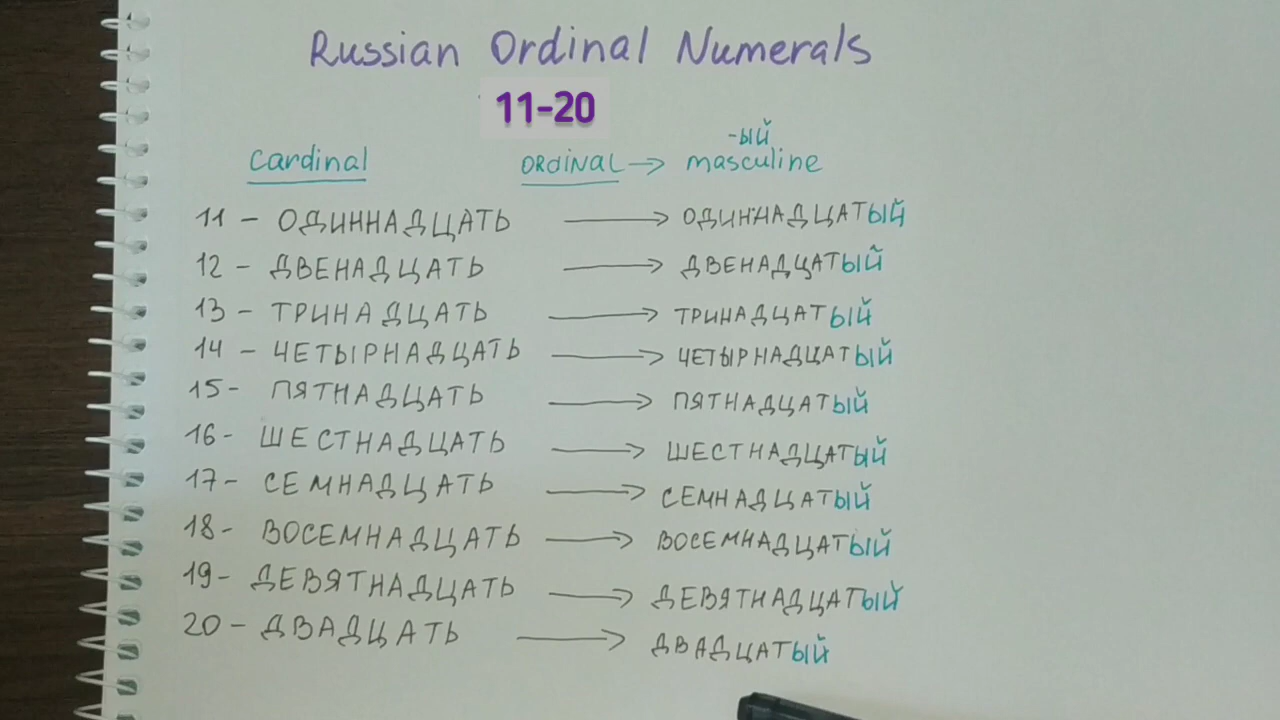 Russian Ordinal Numerals
11-20
-ый
Cardinal ORDINAL → masculine
11 - ОДИННАДЦАТЬ → ОДИННАДЦАТЫЙ
12 - ДВЕНАДЦАТЬ → ДВЕНАДЦАТЫЙ
13 - ТРИНАДЦАТЬ → ТРИНАДЦАТЫЙ
14 - ЧЕТЫРНАДЦАТЬ → ЧЕТЫРНАДЦАТЫЙ
15 - ПЯТНАДЦАТЬ → ПЯТНАДЦАТЫЙ
16 - ШЕСТНАДЦАТЬ → ШЕСТНАДЦАТЫЙ
17 - СЕМНАДЦАТЬ → СЕМНАДЦАТЫЙ
18 - ВОСЕМНАДЦАТЬ → ВОСЕМНАДЦАТЫЙ
19 - ДЕВЯТНАДЦАТЬ → ДЕВЯТНАДЦАТЫЙ
20 - ДВАДЦАТЬ → ДВАДЦАТЫЙ